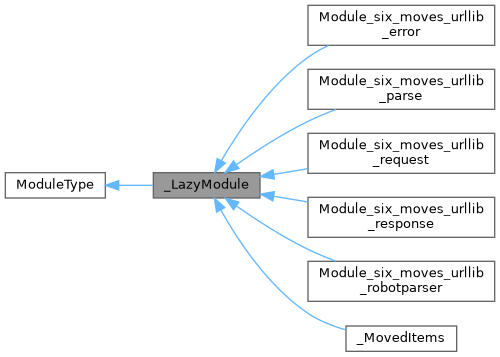 Module_six_moves_urllib
_error
Module_six_moves_urllib
_parse
Module_six_moves_urllib
_request
ModuleType
_LazyModule
Module_six_moves_urllib
_response
Module_six_moves_urllib
_robotparser
_MovedItems